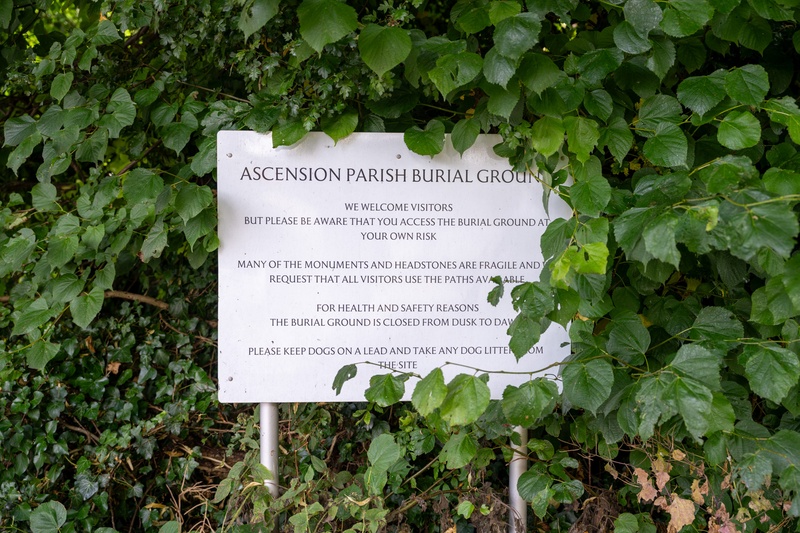 ASCENSION PARISH BURIAL GROUN
WE WELCOME VISITORS
BUT PLEASE BE AWARE THAT YOU ACCESS THE BURIAL GROUND AT
YOUR OWN RISK
MANY OF THE MONUMENTS AND HEADSTONES ARE FRAGILE AND
REQUEST THAT ALL VISITORS USE THE PATHS AVAILABLE
FOR HEALTH AND SAFETY REASONS
THE BURIAL GROUND IS CLOSED FROM DUSK TO DAW
PLEASE KEEP DOGS ON A LEAD AND TAKE ANY DOG LITTER FROM
THE SITE